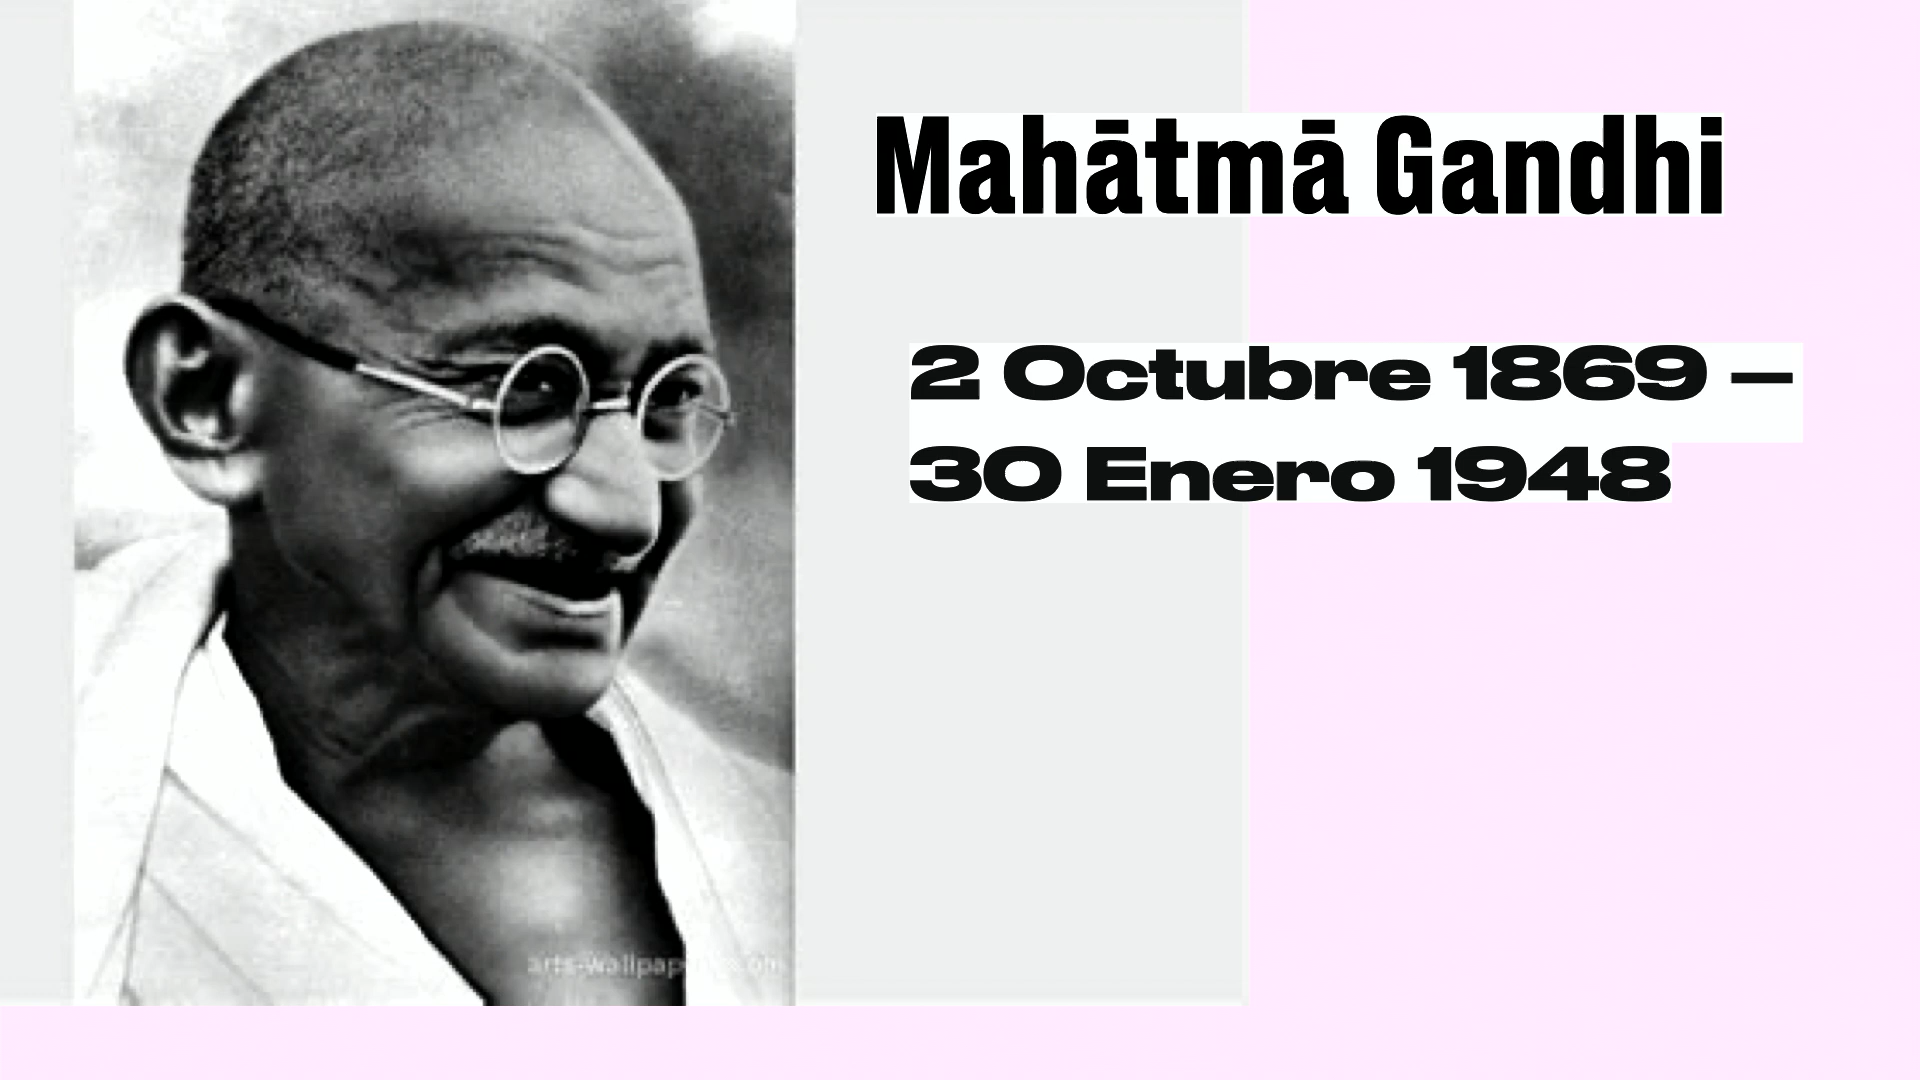 Mahātmā Gandhi
2 Octubre 1869 –
30 Enero 1948